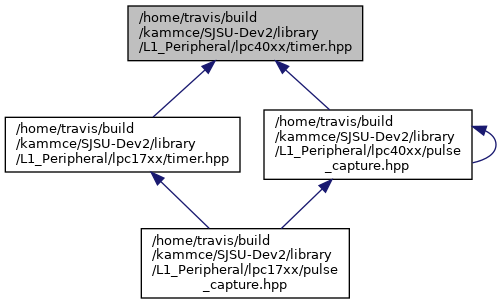 /home/travis/build
/kammce/SJSU-Dev2/library
/L1_Peripheral/lpc40xx/timer.hpp
/home/travis/build
/kammce/SJSU-Dev2/library
/L1_Peripheral/lpc17xx/timer.hpp
/home/travis/build
/kammce/SJSU-Dev2/library
/L1_Peripheral/lpc40xx/pulse
_capture.hpp
/home/travis/build
/kammce/SJSU-Dev2/library
/L1_Peripheral/lpc17xx/pulse
_capture.hpp